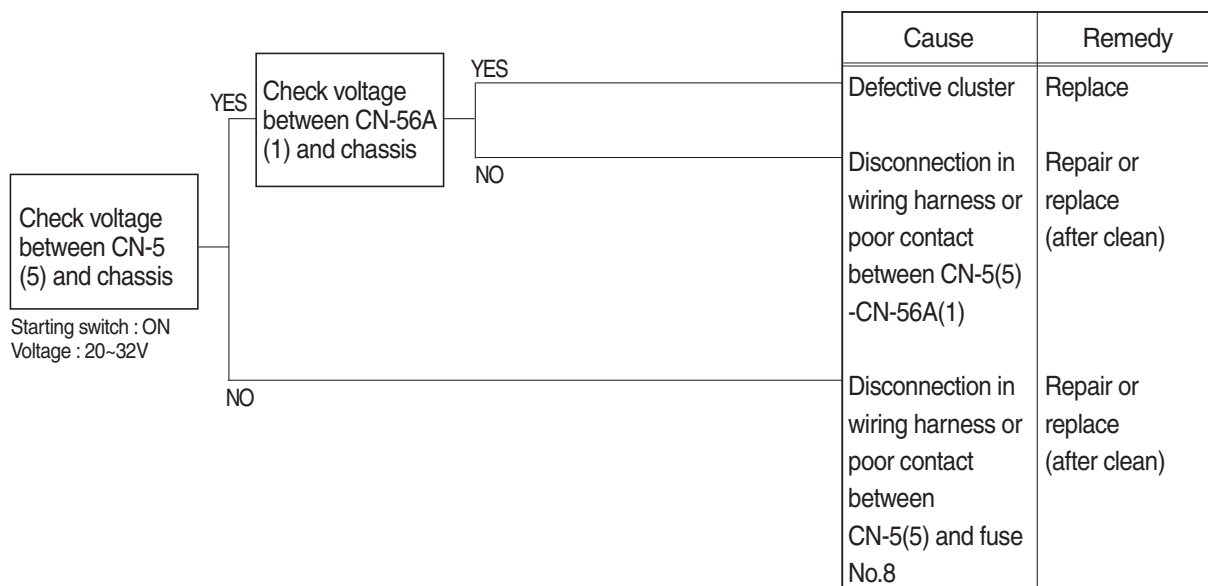 Cause
Remedy
YES
Check voltage
between CN-56A
(1) and chassis
YES
NO
Check voltage
between CN-5
(5) and chassis
Starting switch : ON
Voltage : 20~32V
NO
Defective cluster
Replace
Disconnection in
wiring harness or
poor contact
between CN-5(5)
-CN-56A(1)
Repair or
replace
(after clean)
Disconnection in
wiring harness or
poor contact
between
CN-5(5) and fuse
No.8
Repair or
replace
(after clean)